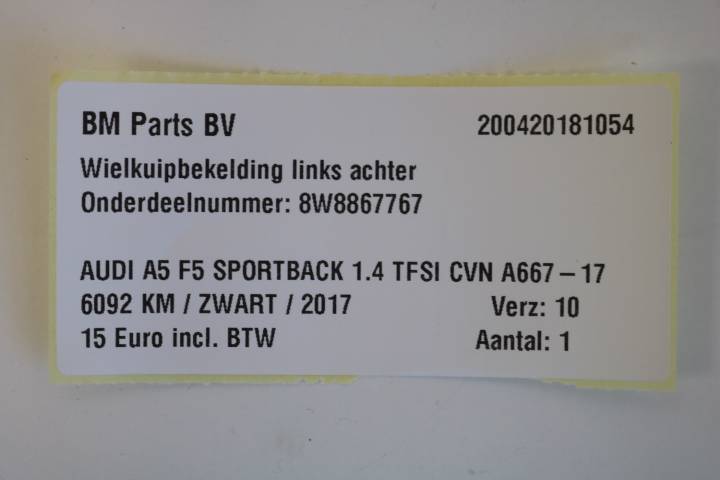 BM Parts BV 200420181054
Wielkuipbekelding links achter
Onderdeelnummer: 8W8867767
AUDI A5 F5 SPORTBACK 1.4 TFSI CVN A667 – 17
6092 KM / ZWART / 2017 Verz: 10
15 Euro incl. BTW Aantal: 1